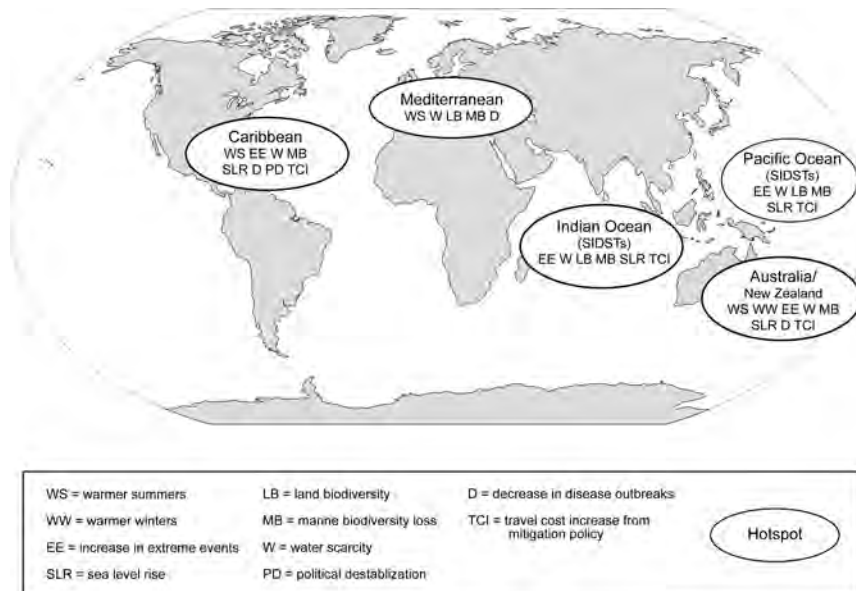 Mediterranean
WS W LB MB D
Caribbean
WS EE W MB
SLR D PD TCI
Pacific Ocean
(SIDSTs)
EE W LB MB
SLR TCI
Indian Ocean
(SIDSTs)
EE W LB MB SLR TCI
Australia/
New Zealand
WS WW EE W MB
SLR D TCI
WS = warmer summers
WW = warmer winters
EE = increase in extreme events
SLR = sea level rise
LB = land biodiversity
MB = marine biodiversity loss
W = water scarcity
PD = political destablization
D = decrease in disease outbreaks
TCI = travel cost increase from
mitigation policy
Hotspot